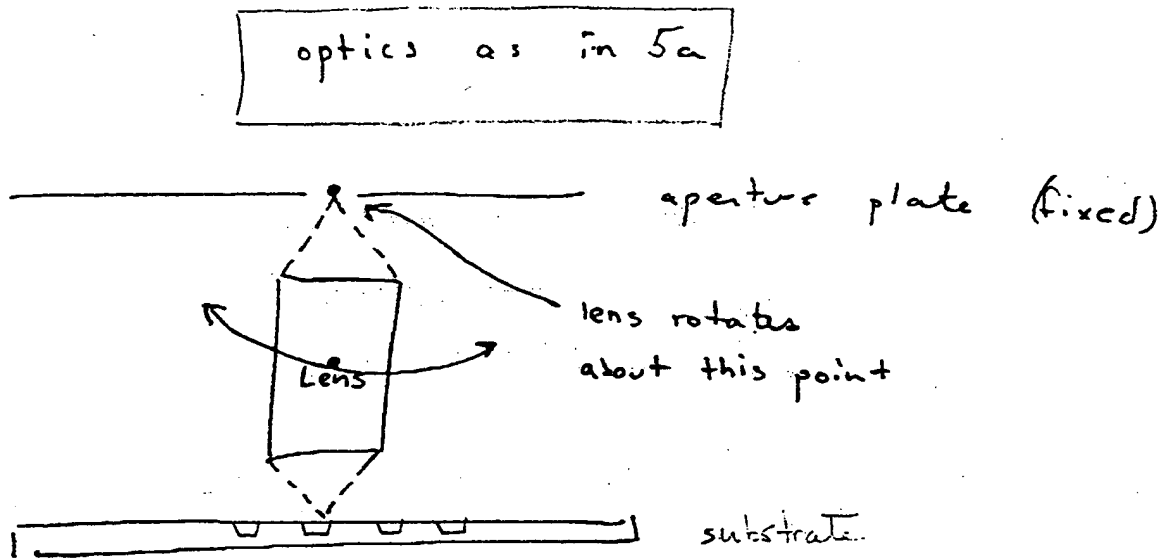 optics as in 5a
aperture plate (fixed)
lens rotates
about this point
Lens
substrate